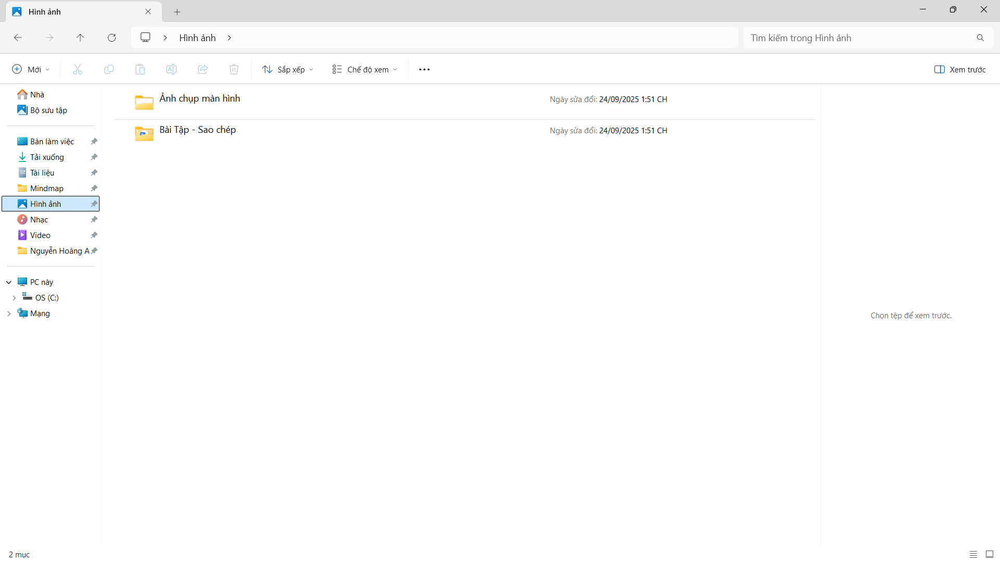 Hình ảnh
Hình ảnh
Tìm kiếm trong Hình ảnh
Mới
Sắp xếp
Chế độ xem
Xem trước
Nhà
Bộ sưu tập
Bàn làm việc
Tải xuống
Tài liệu
Mindmap
Hình ảnh
Nhạc
Video
Nguyễn Hoàng A
PC này
OS (C:)
Mạng
Ảnh chụp màn hình Ngày sửa đổi: 24/09/2025 1:51 CH
Bài Tập - Sao chép Ngày sửa đổi: 24/09/2025 1:51 CH
Chọn tệp để xem trước.
2 mục